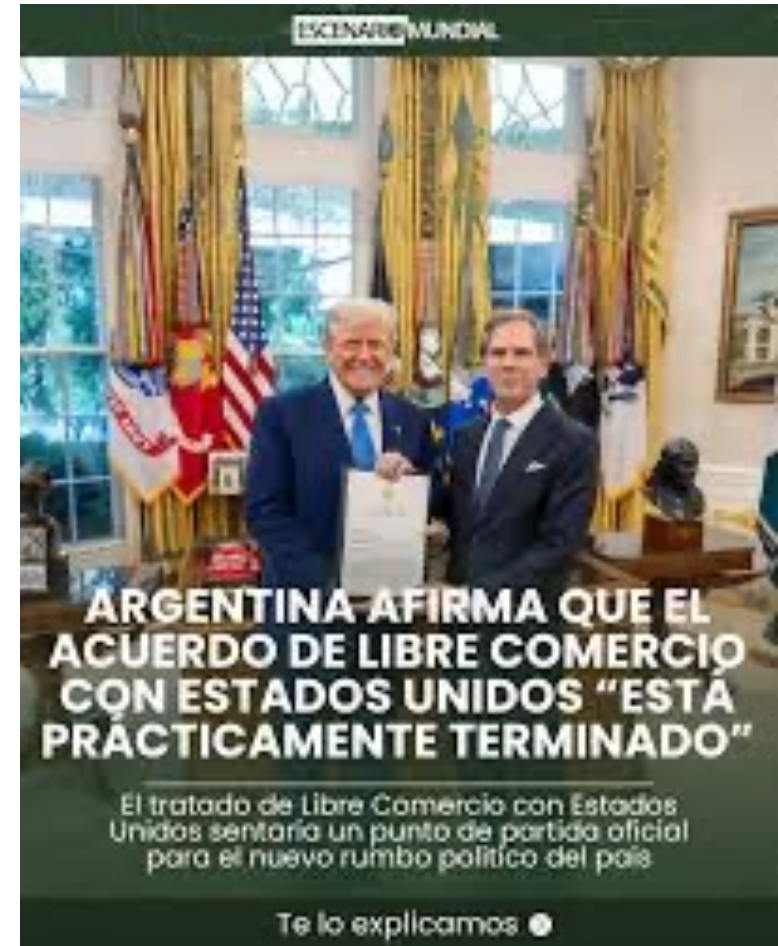 ESCENARIOMUNDIAL
ARGENTINA AFIRMA QUE EL
ACUERDO DE LIBRE COMERCIO
CON ESTADOS UNIDOS “ESTÁ
PRÁCTICAMENTE TERMINADO”
El tratado de Libre Comercio con Estados
Unidos sentaría un punto de partida oficial
para el nuevo rumbo político del país
Te lo explicamos